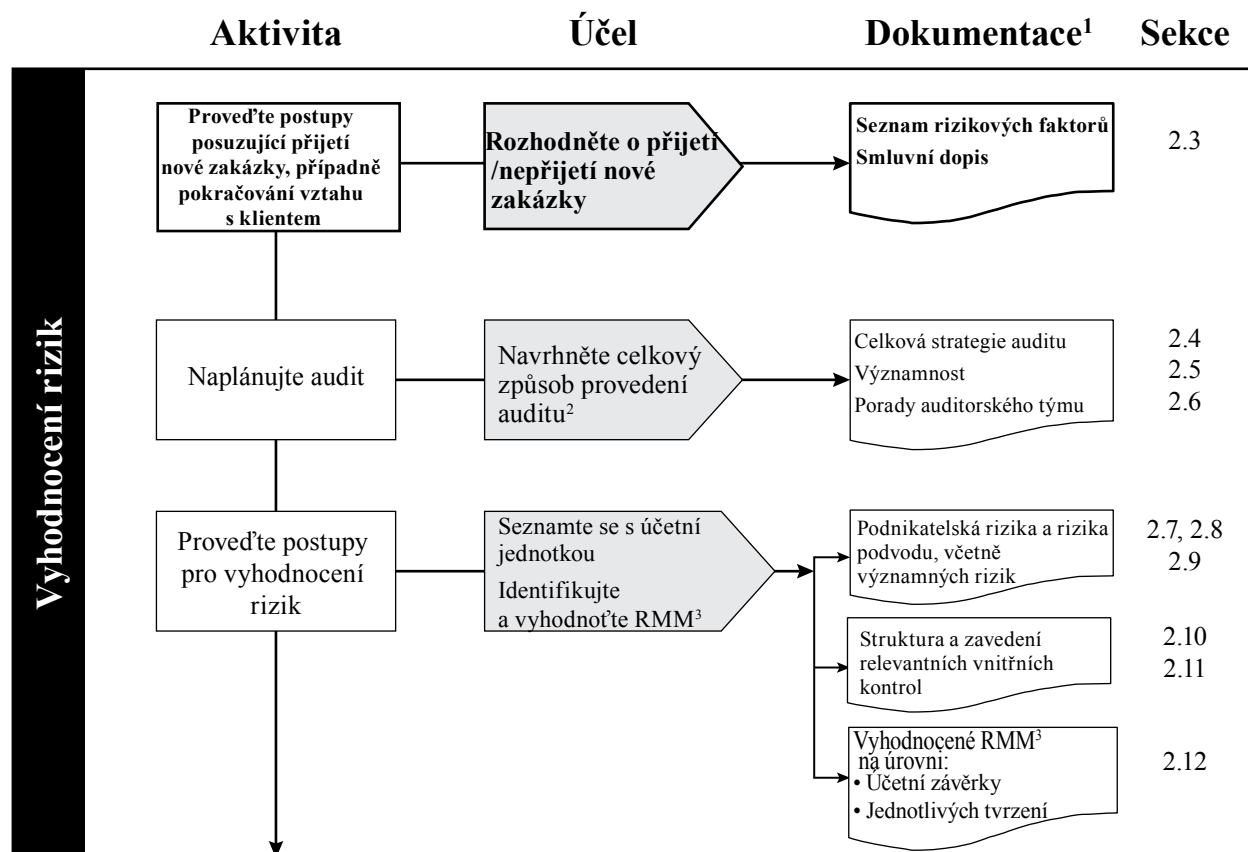 Aktivita
Účel
Dokumentace¹
Sekce
Vyhodnocení rizik
Proveďte postupy
posuzující přijetí
nové zakázky, případně
pokračování vztahu
s klientem
Rozhodněte o přijetí
/nepřijetí nové
zakázky
Seznam rizikových faktorů
Smluvní dopis
2.3
Naplánujte audit
Navrhněte celkový
způsob provedení
auditu²
Celková strategie auditu
Významnost
Porady auditorského týmu
2.4
2.5
2.6
Proveďte postupy
pro vyhodnocení
rizik
Seznamte se s účetní
jednotkou
Identifikujte
a vyhodnoťte RMM³
Podnikatelská rizika a rizika
podvodu, včetně
významných rizik
2.7, 2.8
2.9
Struktura a zavedení
relevantních vnitřních
kontrol
2.10
2.11
Vyhodnocené RMM³
na úrovni:
• Účetní závěrky
• Jednotlivých tvrzení
2.12